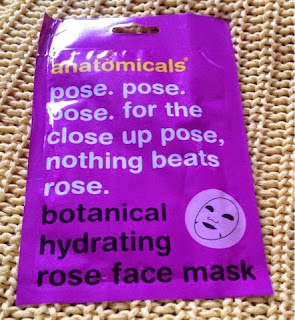 anatomicals®
pose. pose.
pose. for the
close up pose,
nothing beats
rose.
botanical
hydrating
rose face mask